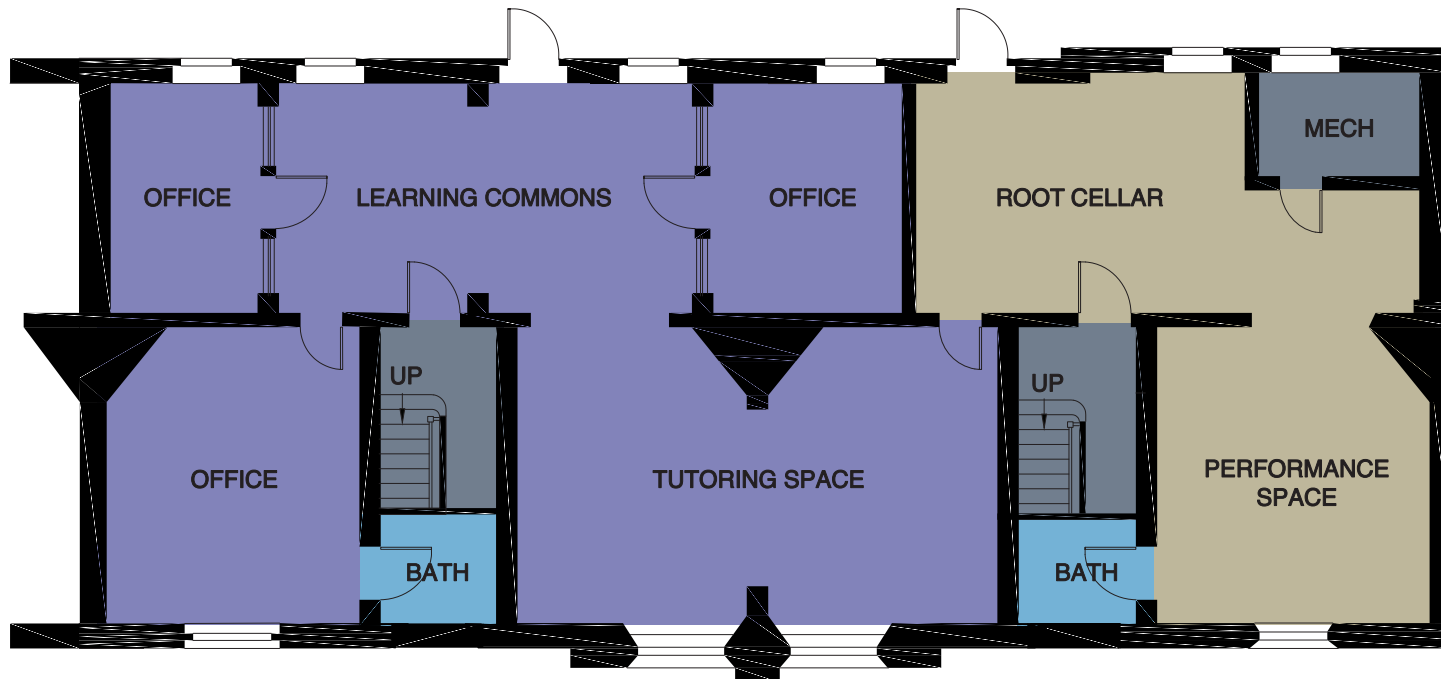 MECH
OFFICE
LEARNING COMMONS
OFFICE
ROOT CELLAR
UP
UP
OFFICE
TUTORING SPACE
PERFORMANCE
SPACE
BATH
BATH